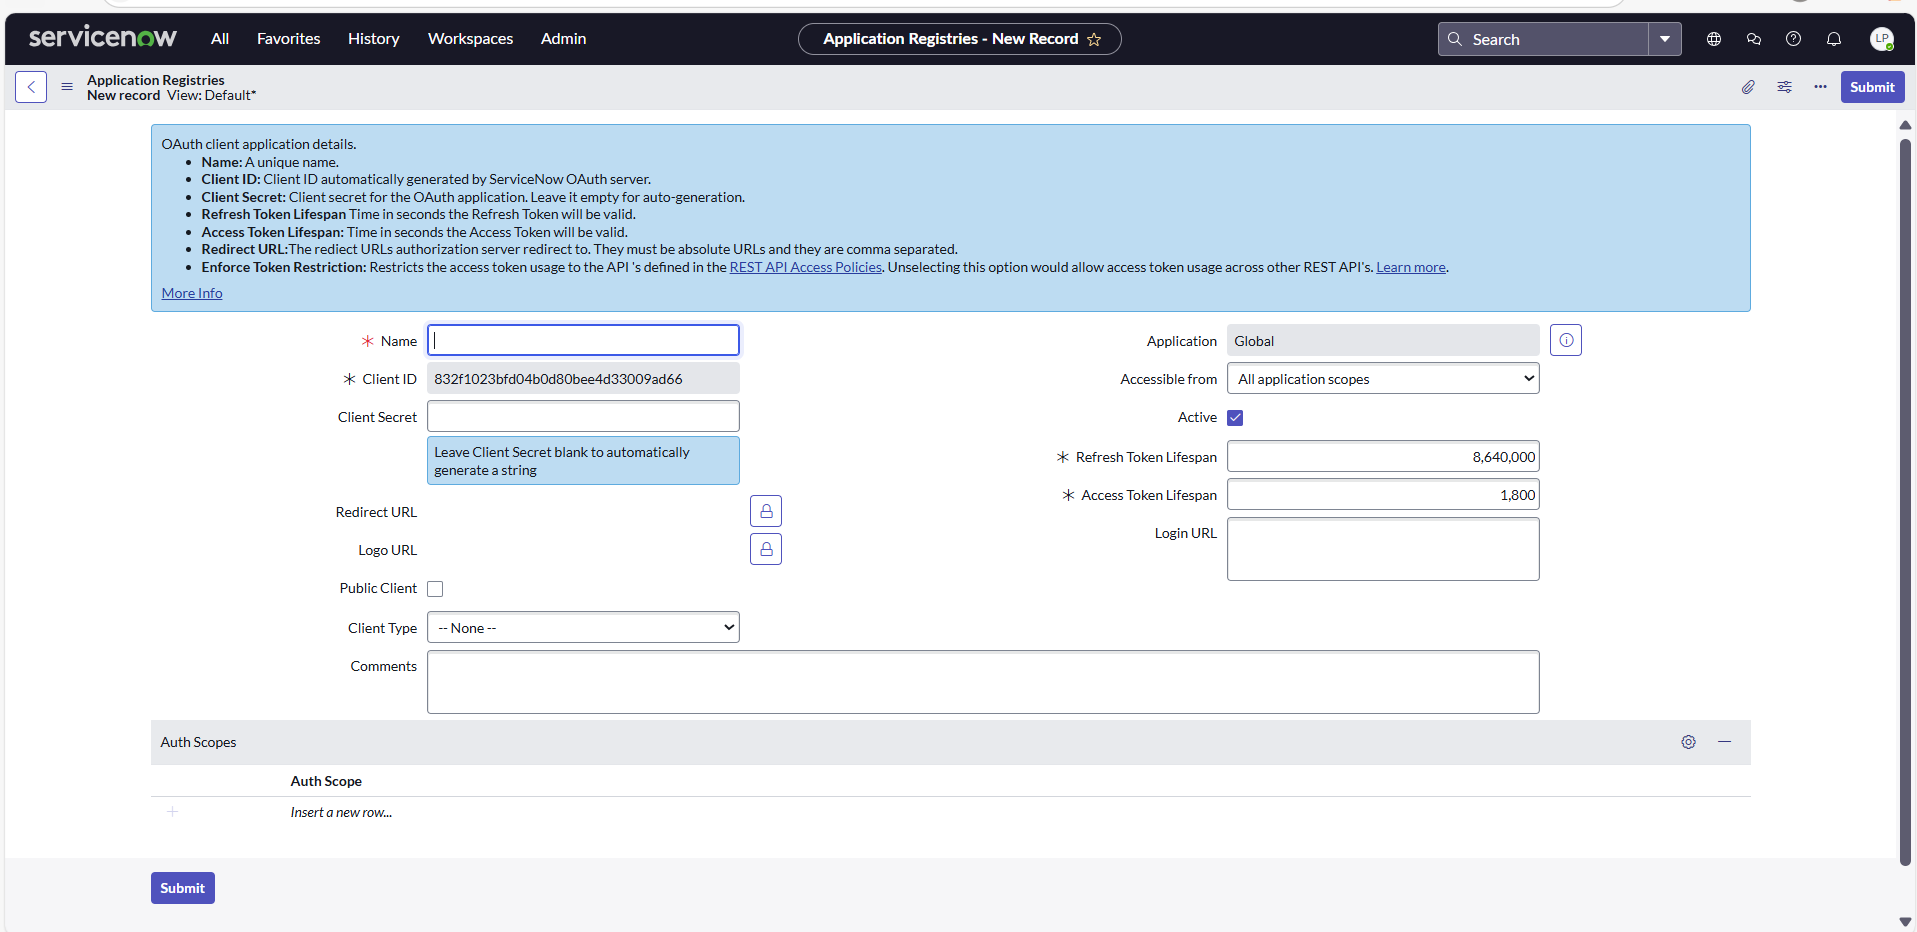 servicenow All Favorites History Workspaces Admin Application Registries - New Record Search LP
Application Registries
New record View: Default*
Submit
OAuth client application details.
• Name: A unique name.
• Client ID: Client ID automatically generated by ServiceNow OAuth server.
• Client Secret: Client secret for the OAuth application. Leave it empty for auto-generation.
• Refresh Token Lifespan Time in seconds the Refresh Token will be valid.
• Access Token Lifespan: Time in seconds the Access Token will be valid.
• Redirect URL:The rediect URLs authorization server redirect to. They must be absolute URLs and they are comma separated.
• Enforce Token Restriction: Restricts the access token usage to the API 's defined in the REST API Access Policies. Unselecting this option would allow access token usage across other REST API's. Learn more.
More Info
* Name
* Client ID 832f1023bfd04b0d80bee4d33009ad66
Client Secret
Leave Client Secret blank to automatically
generate a string
Redirect URL
Logo URL
Public Client
Client Type -- None --
Application Global
Accessible from All application scopes
Active
* Refresh Token Lifespan 8,640,000
* Access Token Lifespan 1,800
Login URL
Comments
Auth Scopes
Auth Scope
Insert a new row...
Submit